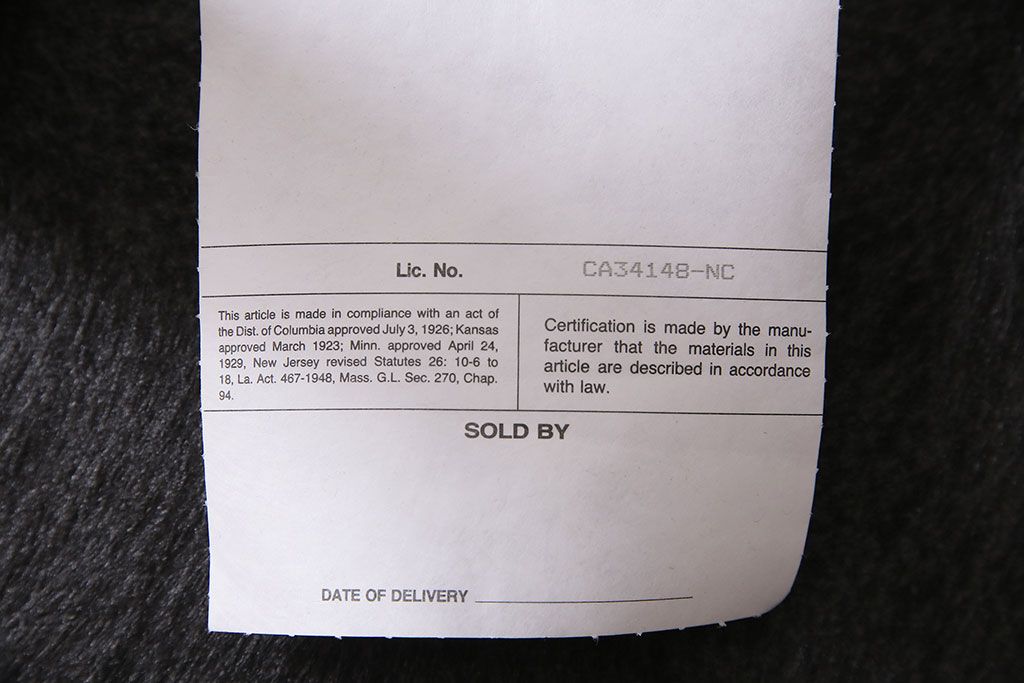 Lic. No. CA34148-NC
This article is made in compliance with an act of
the Dist. of Columbia approved July 3, 1926; Kansas
approved March 1923; Minn. approved April 24,
1929, New Jersey revised Statutes 26: 10-6 to
18, La. Act. 467-1948, Mass. G.L. Sec. 270, Chap.
94.
Certification is made by the manu-
facturer that the materials in this
article are described in accordance
with law.
SOLD BY
DATE OF DELIVERY